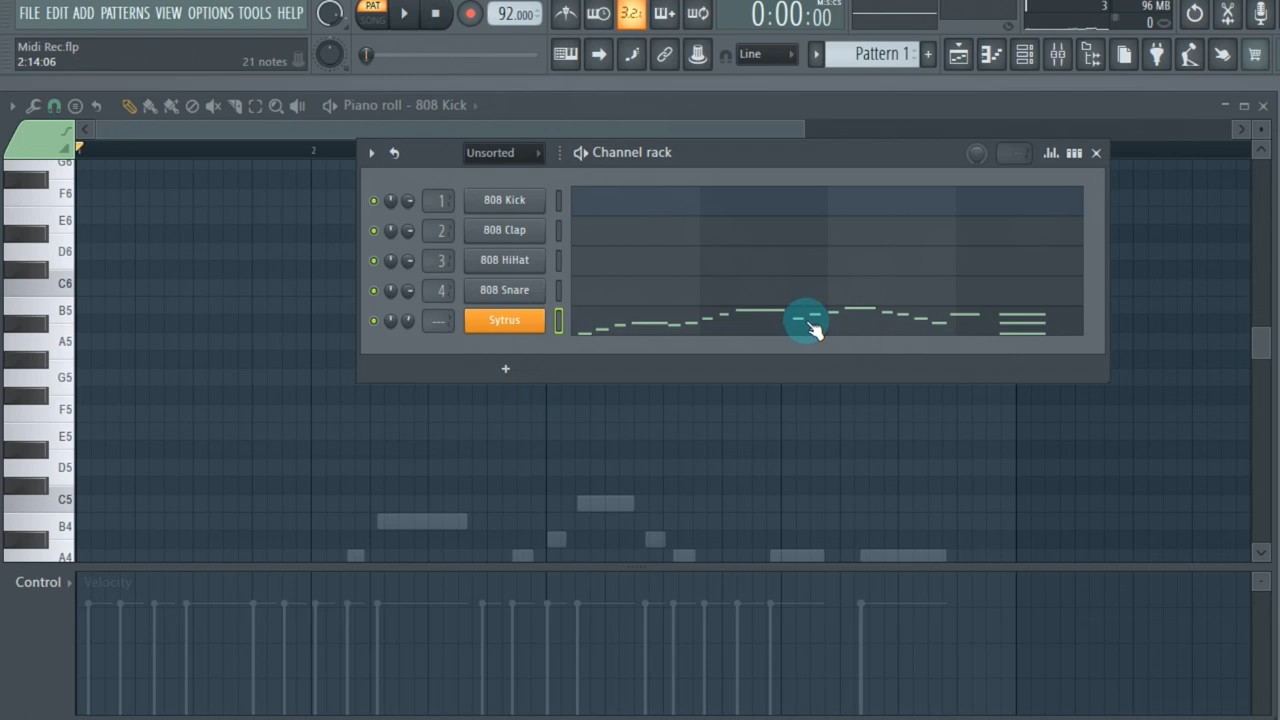 FILE EDIT ADD PATTERNS VIEW OPTIONS TOOLS HELP
PAT
SONG
92.000
3.2.
0:00:00
M:S:CS
3
96 MB
0
Midi Rec.flp
2:14:06
21 notes
Line
Pattern 1
+
Piano roll - 808 Kick
1
2
Unsorted
Channel rack
1 808 Kick
2 808 Clap
3 808 HiHat
4 808 Snare
--- Sytrus
+
G6
F6
E6
D6
C6
B5
A5
G5
F5
E5
D5
C5
B4
A4
Control
Velocity